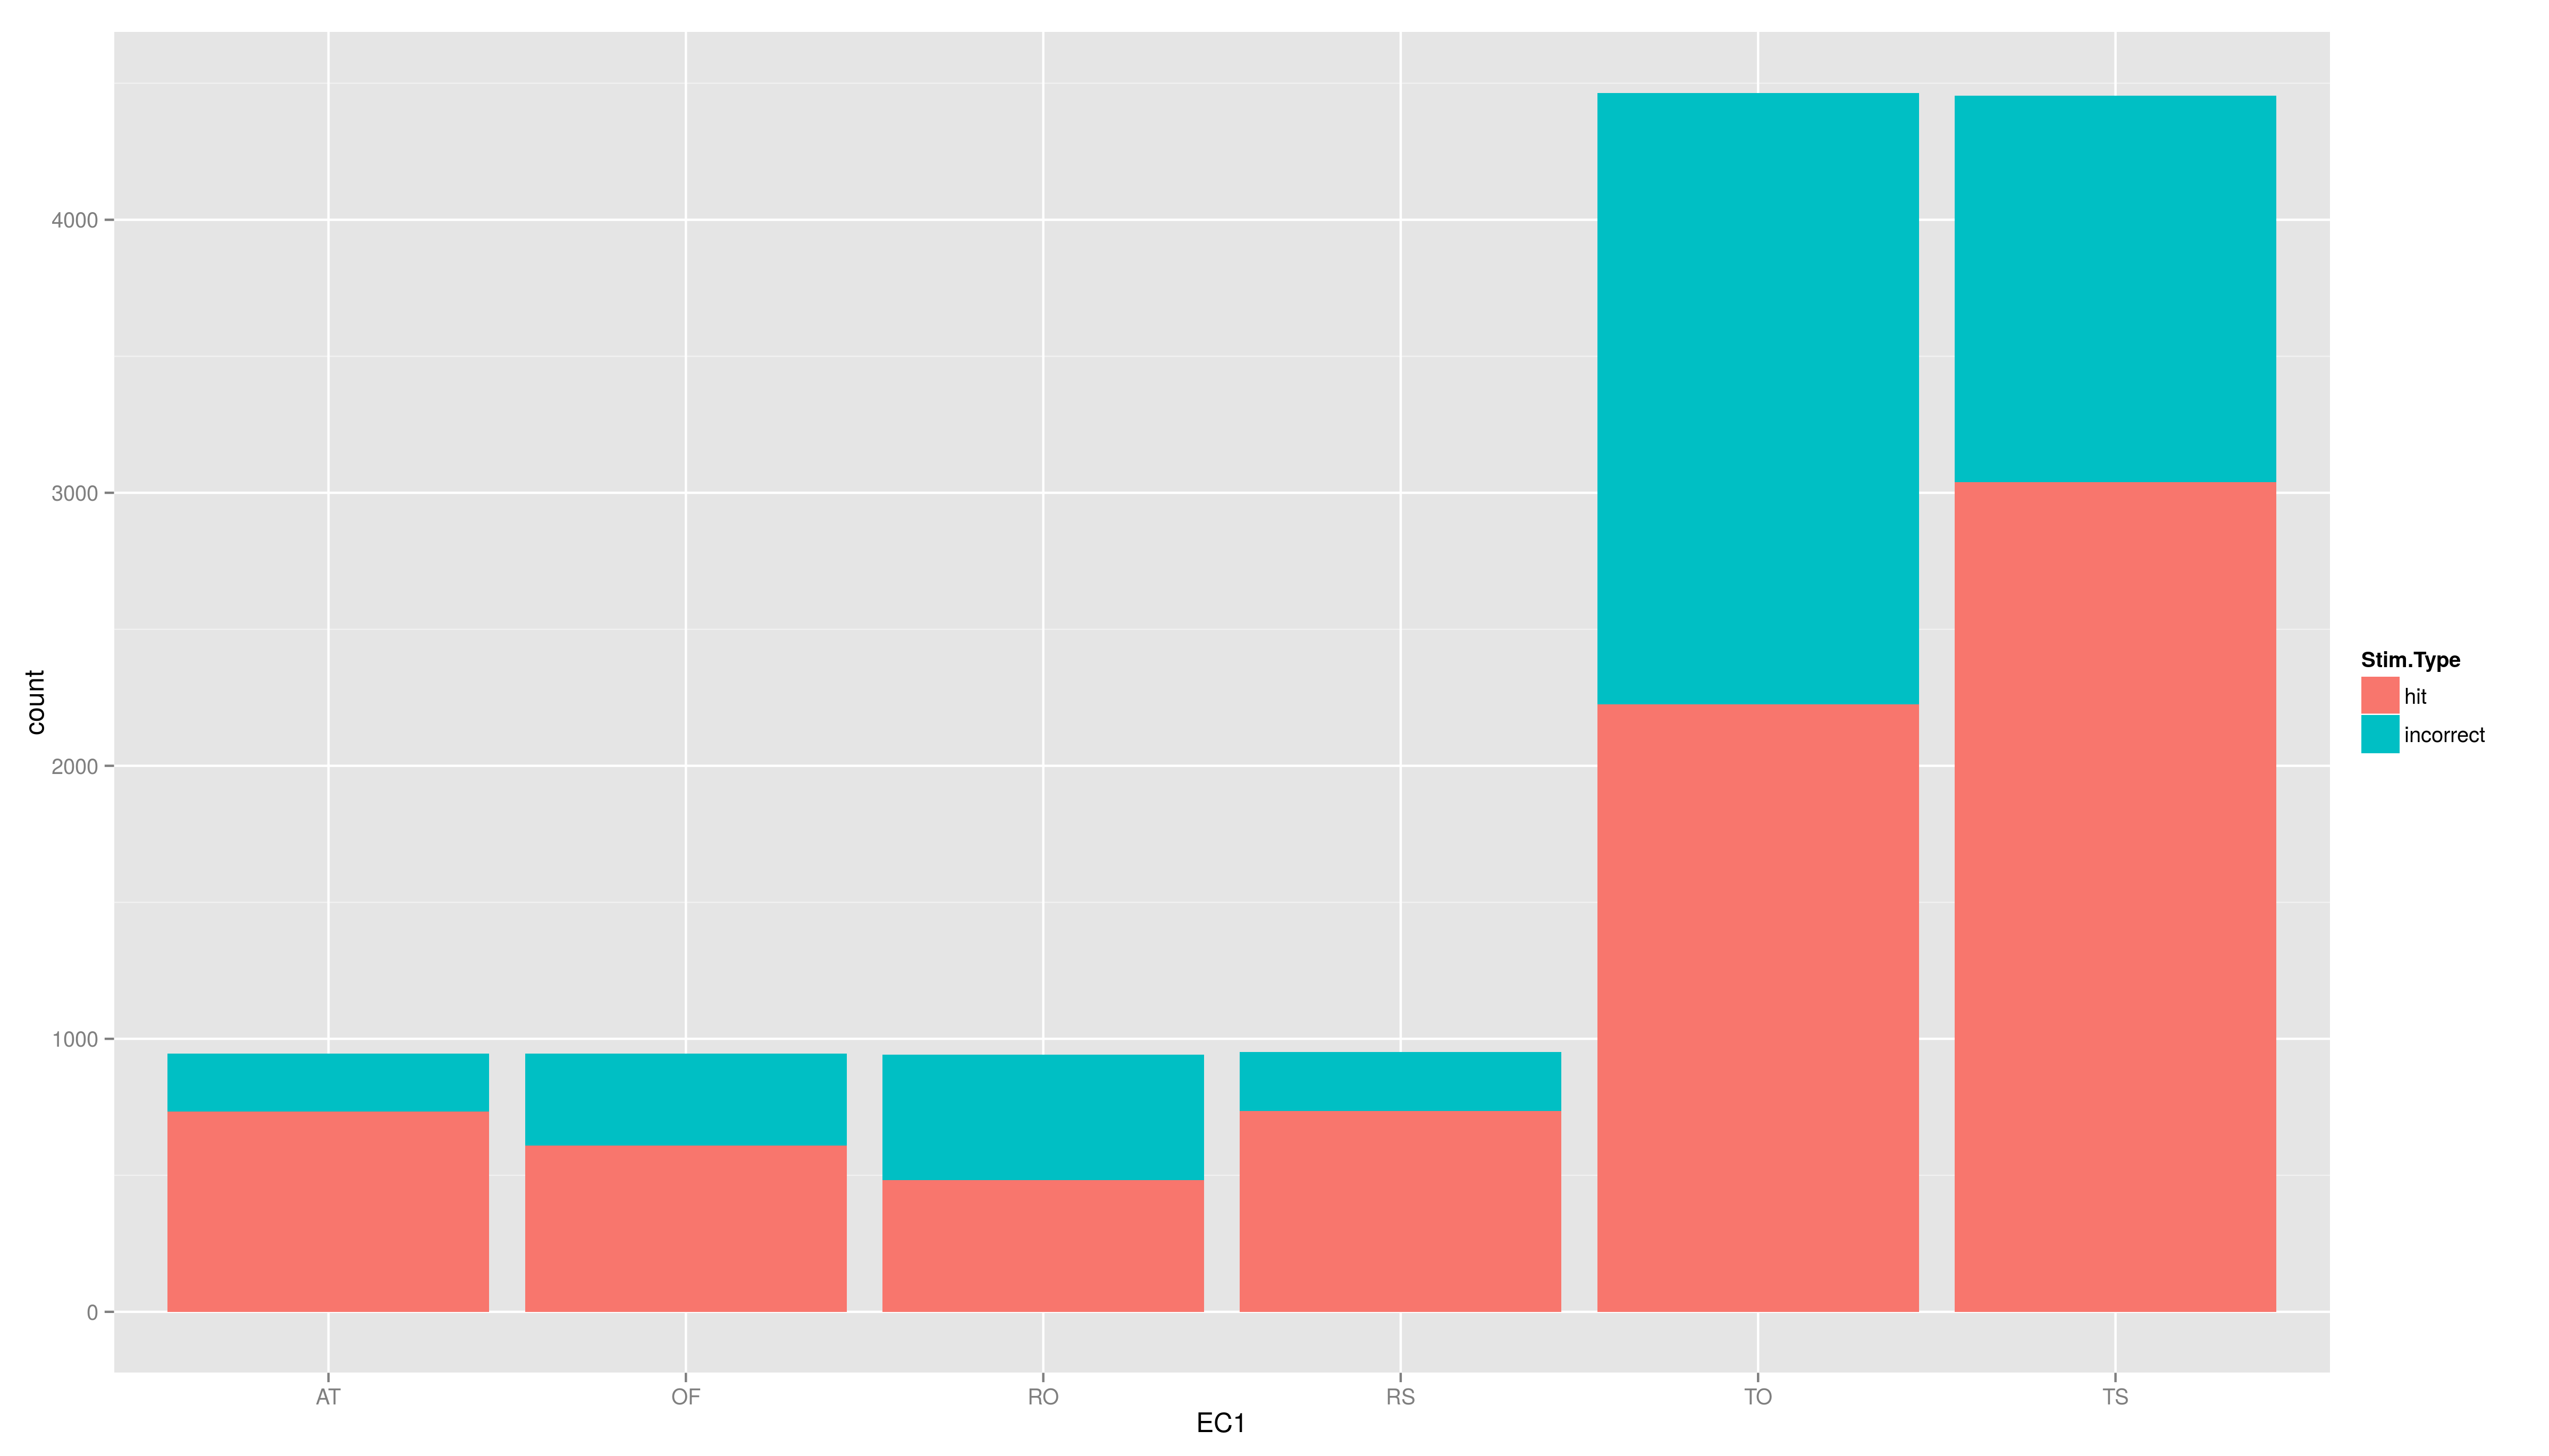 4000
3000
2000
1000
0
count
AT
OF
RO
RS
TO
TS
EC1
Stim.Type
hit
incorrect